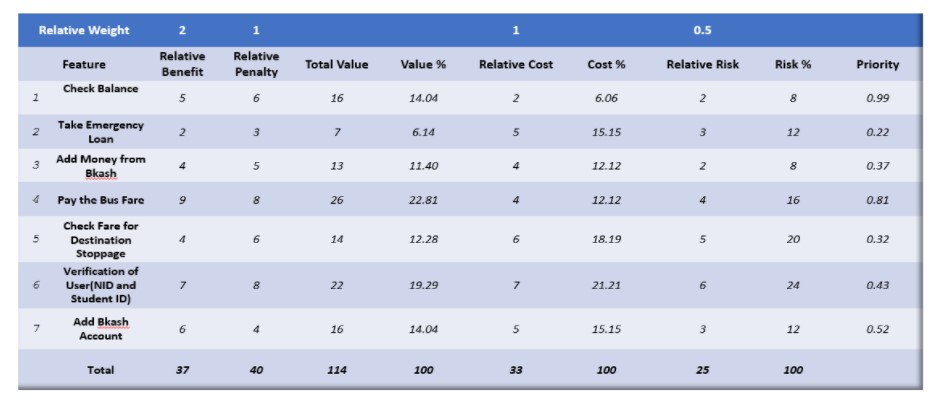 Relative Weight 2 1 1 0.5
Feature Relative Benefit Relative Penalty Total Value Value % Relative Cost Cost % Relative Risk Risk % Priority
1 Check Balance 5 6 16 14.04 2 6.06 2 8 0.99
2 Take Emergency Loan 2 3 7 6.14 5 15.15 3 12 0.22
3 Add Money from Bkash 4 5 13 11.40 4 12.12 2 8 0.37
4 Pay the Bus Fare 9 8 26 22.81 4 12.12 4 16 0.81
5 Check Fare for Destination Stoppage 4 6 14 12.28 6 18.19 5 20 0.32
6 Verification of User(NID and Student ID) 7 8 22 19.29 7 21.21 6 24 0.43
7 Add Bkash Account 6 4 16 14.04 5 15.15 3 12 0.52
Total 37 40 114 100 33 100 25 100